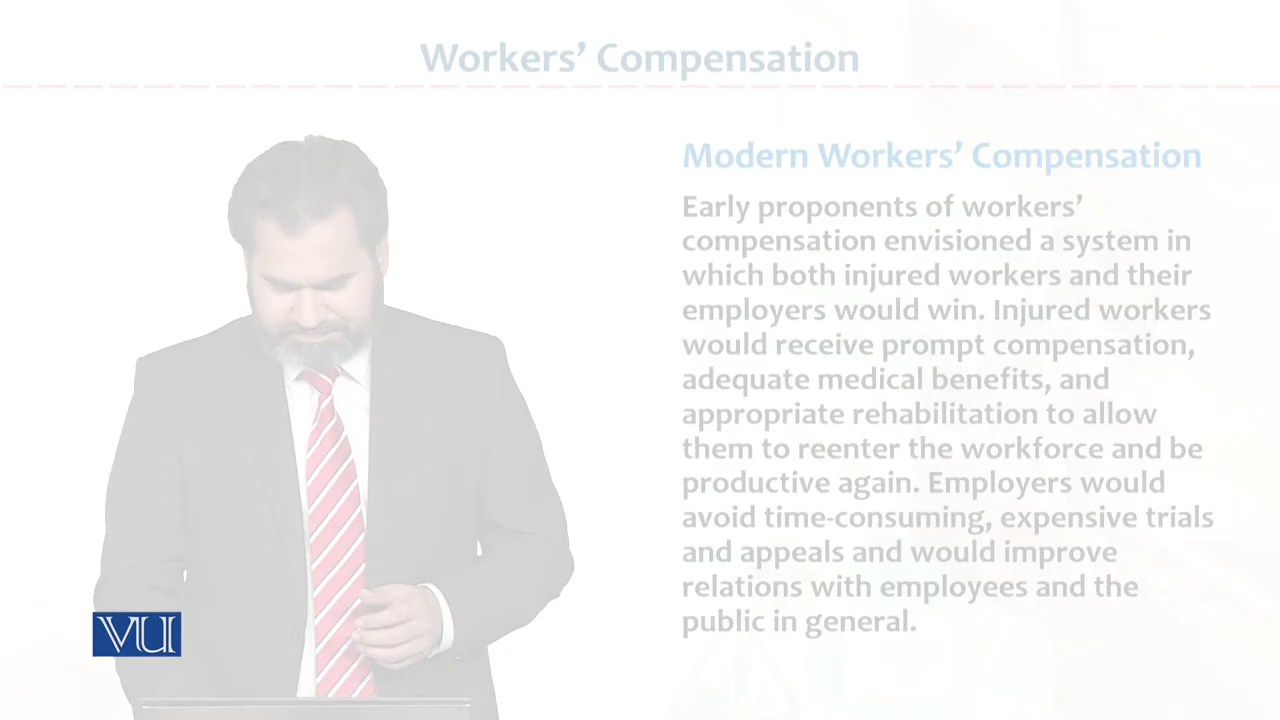 Workers’ Compensation
Modern Workers’ Compensation
Early proponents of workers’
compensation envisioned a system in
which both injured workers and their
employers would win. Injured workers
would receive prompt compensation,
adequate medical benefits, and
appropriate rehabilitation to allow
them to reenter the workforce and be
productive again. Employers would
avoid time-consuming, expensive trials
and appeals and would improve
relations with employees and the
public in general.
VU